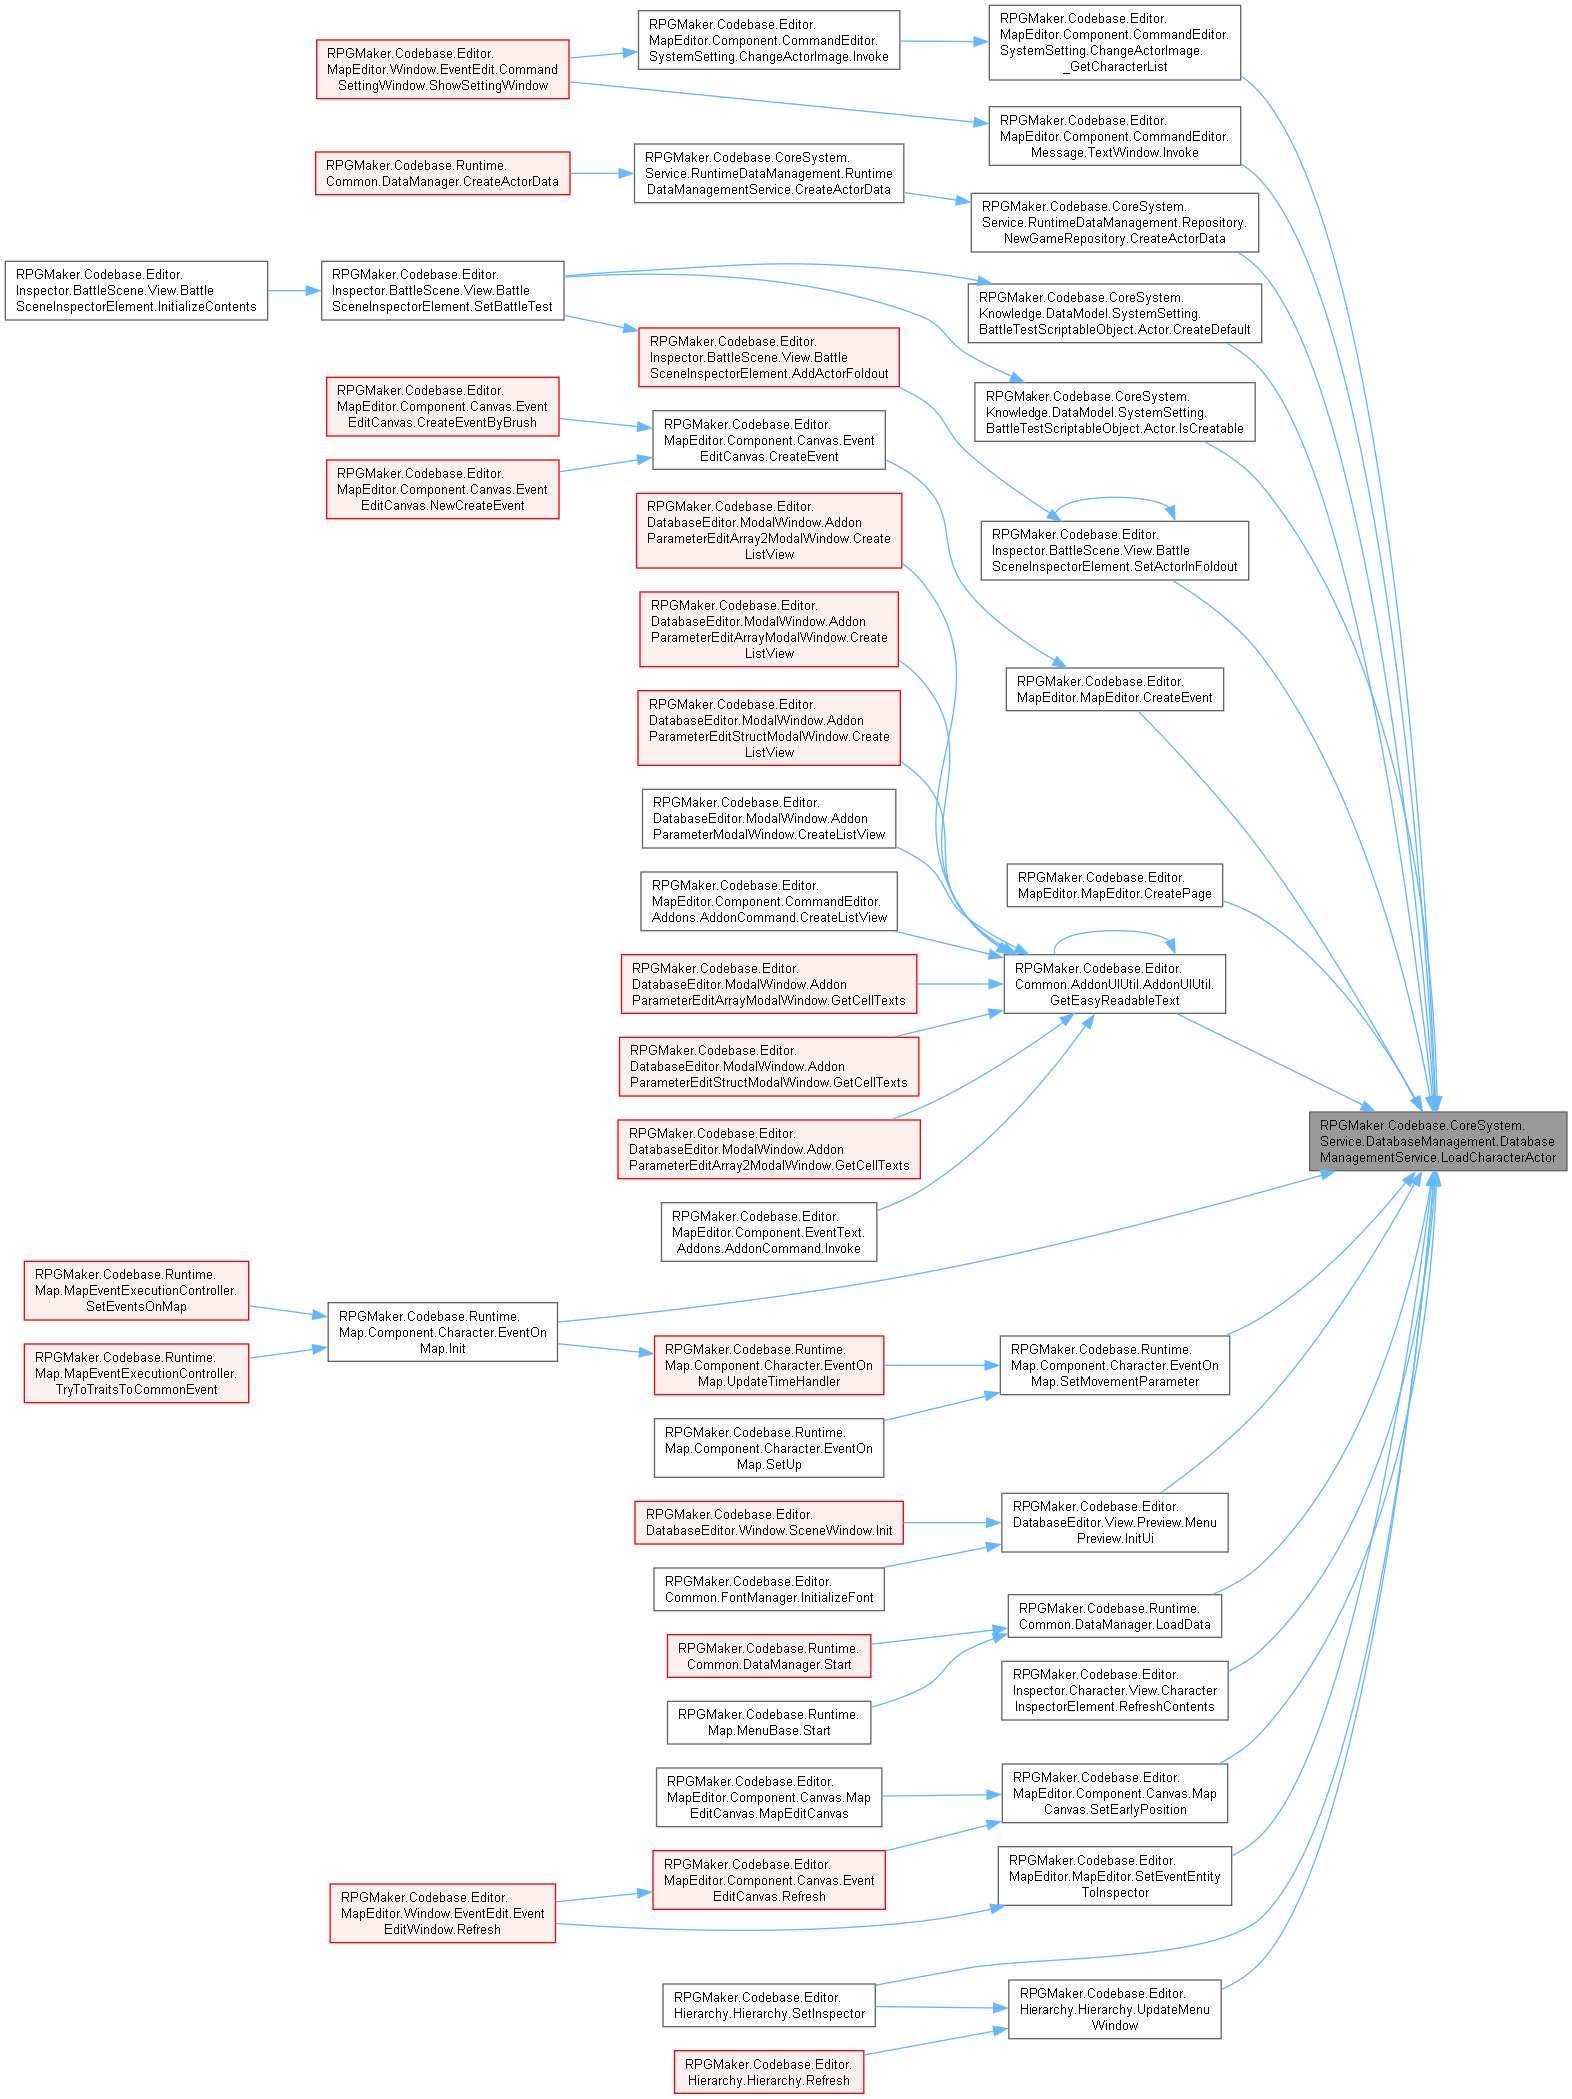 RPGMaker.Codebase.Editor.
MapEditor.Component.CommandEditor.
SystemSetting.ChangeActorImage.
_GetCharacterList
RPGMaker.Codebase.Editor.
MapEditor.Component.CommandEditor.
SystemSetting.ChangeActorImage.Invoke
RPGMaker.Codebase.Editor.
MapEditor.Window.EventEdit.Command
SettingWindow.ShowSettingWindow
RPGMaker.Codebase.Editor.
MapEditor.Component.CommandEditor.
Message.TextWindow.Invoke
RPGMaker.Codebase.Runtime.
Common.DataManager.CreateActorData
RPGMaker.Codebase.CoreSystem.
Service.RuntimeDataManagement.Runtime
DataManagementService.CreateActorData
RPGMaker.Codebase.CoreSystem.
Service.RuntimeDataManagement.Repository.
NewGameRepository.CreateActorData
RPGMaker.Codebase.Editor.
Inspector.BattleScene.View.Battle
SceneInspectorElement.InitializeContents
RPGMaker.Codebase.Editor.
Inspector.BattleScene.View.Battle
SceneInspectorElement.SetBattleTest
RPGMaker.Codebase.CoreSystem.
Knowledge.DataModel.SystemSetting.
BattleTestScriptableObject.Actor.CreateDefault
RPGMaker.Codebase.Editor.
Inspector.BattleScene.View.Battle
SceneInspectorElement.AddActorFoldout
RPGMaker.Codebase.CoreSystem.
Knowledge.DataModel.SystemSetting.
BattleTestScriptableObject.Actor.IsCreatable
RPGMaker.Codebase.Editor.
MapEditor.Component.Canvas.Event
EditCanvas.CreateEventByBrush
RPGMaker.Codebase.Editor.
MapEditor.Component.Canvas.Event
EditCanvas.CreateEvent
RPGMaker.Codebase.Editor.
MapEditor.Component.Canvas.Event
EditCanvas.NewCreateEvent
RPGMaker.Codebase.Editor.
DatabaseEditor.ModalWindow.Addon
ParameterEditArray2ModalWindow.Create
ListView
RPGMaker.Codebase.Editor.
Inspector.BattleScene.View.Battle
SceneInspectorElement.SetActorInFoldout
RPGMaker.Codebase.Editor.
DatabaseEditor.ModalWindow.Addon
ParameterEditArrayModalWindow.Create
ListView
RPGMaker.Codebase.Editor.
MapEditor.MapEditor.CreateEvent
RPGMaker.Codebase.Editor.
DatabaseEditor.ModalWindow.Addon
ParameterEditStructModalWindow.Create
ListView
RPGMaker.Codebase.Editor.
DatabaseEditor.ModalWindow.Addon
ParameterModalWindow.CreateListView
RPGMaker.Codebase.Editor.
MapEditor.MapEditor.CreatePage
RPGMaker.Codebase.Editor.
MapEditor.Component.CommandEditor.
Addons.AddonCommand.CreateListView
RPGMaker.Codebase.Editor.
DatabaseEditor.ModalWindow.Addon
ParameterEditArrayModalWindow.GetCellTexts
RPGMaker.Codebase.Editor.
Common.AddonUIUtil.AddonUIUtil.
GetEasyReadableText
RPGMaker.Codebase.Editor.
DatabaseEditor.ModalWindow.Addon
ParameterEditStructModalWindow.GetCellTexts
RPGMaker.Codebase.CoreSystem.
Service.DatabaseManagement.Database
ManagementService.LoadCharacterActor
RPGMaker.Codebase.Editor.
DatabaseEditor.ModalWindow.Addon
ParameterEditArray2ModalWindow.GetCellTexts
RPGMaker.Codebase.Editor.
MapEditor.Component.EventText.
Addons.AddonCommand.Invoke
RPGMaker.Codebase.Runtime.
Map.MapEventExecutionController.
SetEventsOnMap
RPGMaker.Codebase.Runtime.
Map.Component.Character.EventOn
Map.Init
RPGMaker.Codebase.Runtime.
Map.MapEventExecutionController.
TryToTraitsToCommonEvent
RPGMaker.Codebase.Runtime.
Map.Component.Character.EventOn
Map.UpdateTimeHandler
RPGMaker.Codebase.Runtime.
Map.Component.Character.EventOn
Map.SetMovementParameter
RPGMaker.Codebase.Runtime.
Map.Component.Character.EventOn
Map.SetUp
RPGMaker.Codebase.Editor.
DatabaseEditor.Window.SceneWindow.Init
RPGMaker.Codebase.Editor.
DatabaseEditor.View.Preview.Menu
Preview.InitUi
RPGMaker.Codebase.Editor.
Common.FontManager.InitializeFont
RPGMaker.Codebase.Runtime.
Common.DataManager.LoadData
RPGMaker.Codebase.Runtime.
Common.DataManager.Start
RPGMaker.Codebase.Editor.
Inspector.Character.View.Character
InspectorElement.RefreshContents
RPGMaker.Codebase.Runtime.
Map.MenuBase.Start
RPGMaker.Codebase.Editor.
MapEditor.Component.Canvas.Map
EditCanvas.MapEditCanvas
RPGMaker.Codebase.Editor.
MapEditor.Component.Canvas.Map
Canvas.SetEarlyPosition
RPGMaker.Codebase.Editor.
MapEditor.Component.Canvas.Event
EditCanvas.Refresh
RPGMaker.Codebase.Editor.
MapEditor.MapEditor.SetEventEntity
ToInspector
RPGMaker.Codebase.Editor.
MapEditor.Window.EventEdit.Event
EditWindow.Refresh
RPGMaker.Codebase.Editor.
Hierarchy.Hierarchy.SetInspector
RPGMaker.Codebase.Editor.
Hierarchy.Hierarchy.UpdateMenu
Window
RPGMaker.Codebase.Editor.
Hierarchy.Hierarchy.Refresh